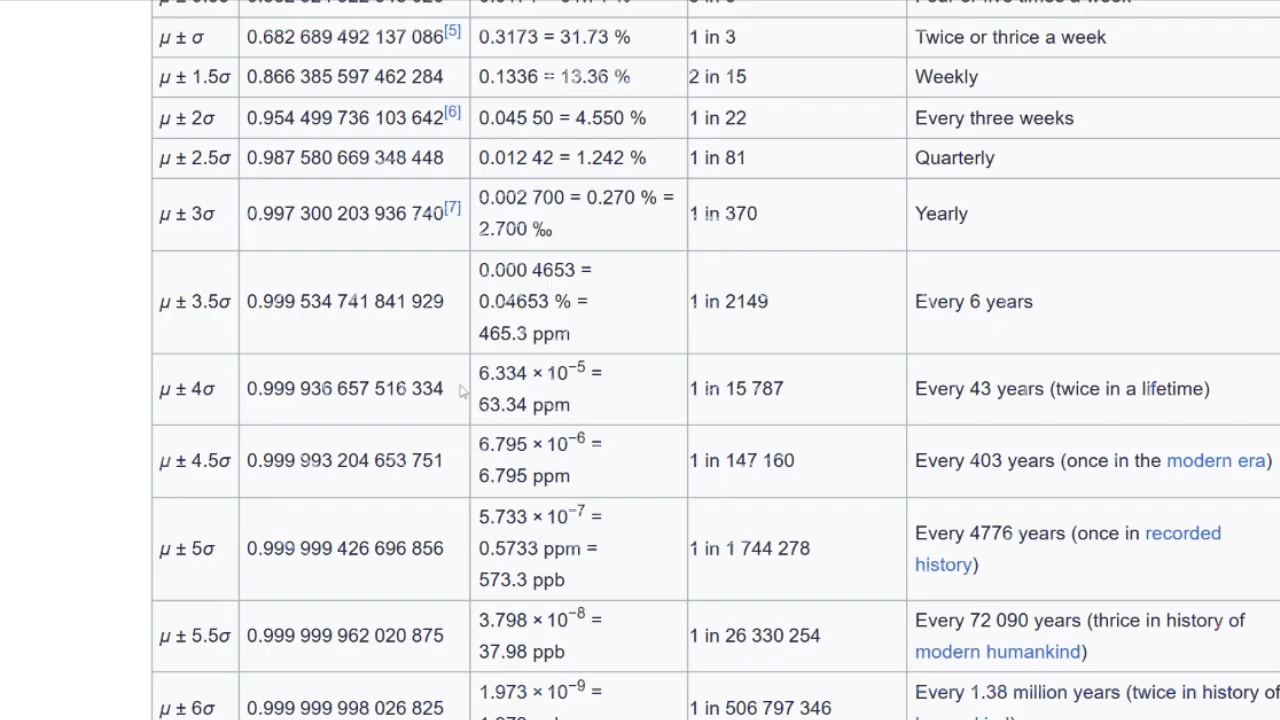 μ ± σ 0.682 689 492 137 086[5] 0.3173 = 31.73 % 1 in 3 Twice or thrice a week
μ ± 1.5σ 0.866 385 597 462 284 0.1336 = 13.36 % 2 in 15 Weekly
μ ± 2σ 0.954 499 736 103 642[6] 0.045 50 = 4.550 % 1 in 22 Every three weeks
μ ± 2.5σ 0.987 580 669 348 448 0.012 42 = 1.242 % 1 in 81 Quarterly
μ ± 3σ 0.997 300 203 936 740[7] 0.002 700 = 0.270 % =
2.700 ‰ 1 in 370 Yearly
μ ± 3.5σ 0.999 534 741 841 929 0.000 4653 =
0.04653 % =
465.3 ppm 1 in 2149 Every 6 years
μ ± 4σ 0.999 936 657 516 334 6.334 × 10⁻⁵ =
63.34 ppm 1 in 15 787 Every 43 years (twice in a lifetime)
μ ± 4.5σ 0.999 993 204 653 751 6.795 × 10⁻⁶ =
6.795 ppm 1 in 147 160 Every 403 years (once in the modern era)
μ ± 5σ 0.999 999 426 696 856 5.733 × 10⁻⁷ =
0.5733 ppm =
573.3 ppb 1 in 1 744 278 Every 4776 years (once in recorded
history)
μ ± 5.5σ 0.999 999 962 020 875 3.798 × 10⁻⁸ =
37.98 ppb 1 in 26 330 254 Every 72 090 years (thrice in history of
modern humankind)
μ ± 6σ 0.999 999 998 026 825 1.973 × 10⁻⁹ =
1 in 506 797 346 Every 1.38 million years (twice in history of